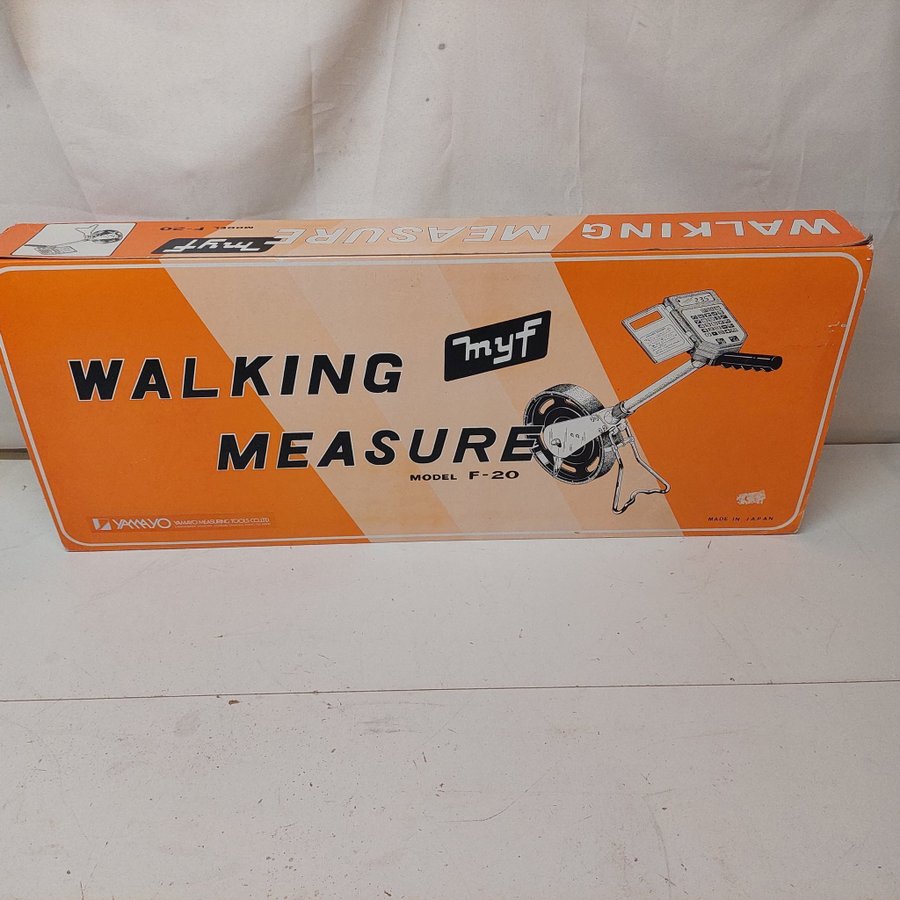 WALKING MEASURE myf MODEL F-20
WALKING myf
MEASURE
MODEL F-20
YAMAYO YAMAYO MEASURING TOOLS CO., LTD.
MADE IN JAPAN